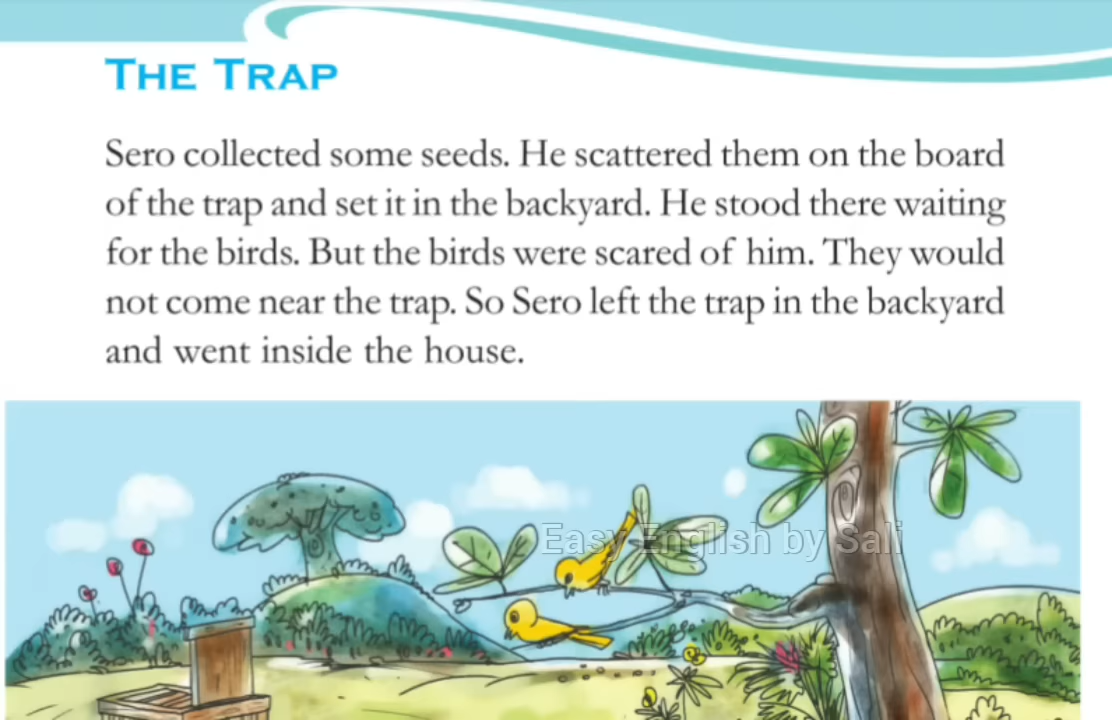 THE TRAP
Sero collected some seeds. He scattered them on the board
of the trap and set it in the backyard. He stood there waiting
for the birds. But the birds were scared of him. They would
not come near the trap. So Sero left the trap in the backyard
and went inside the house.
Easy English by Sali